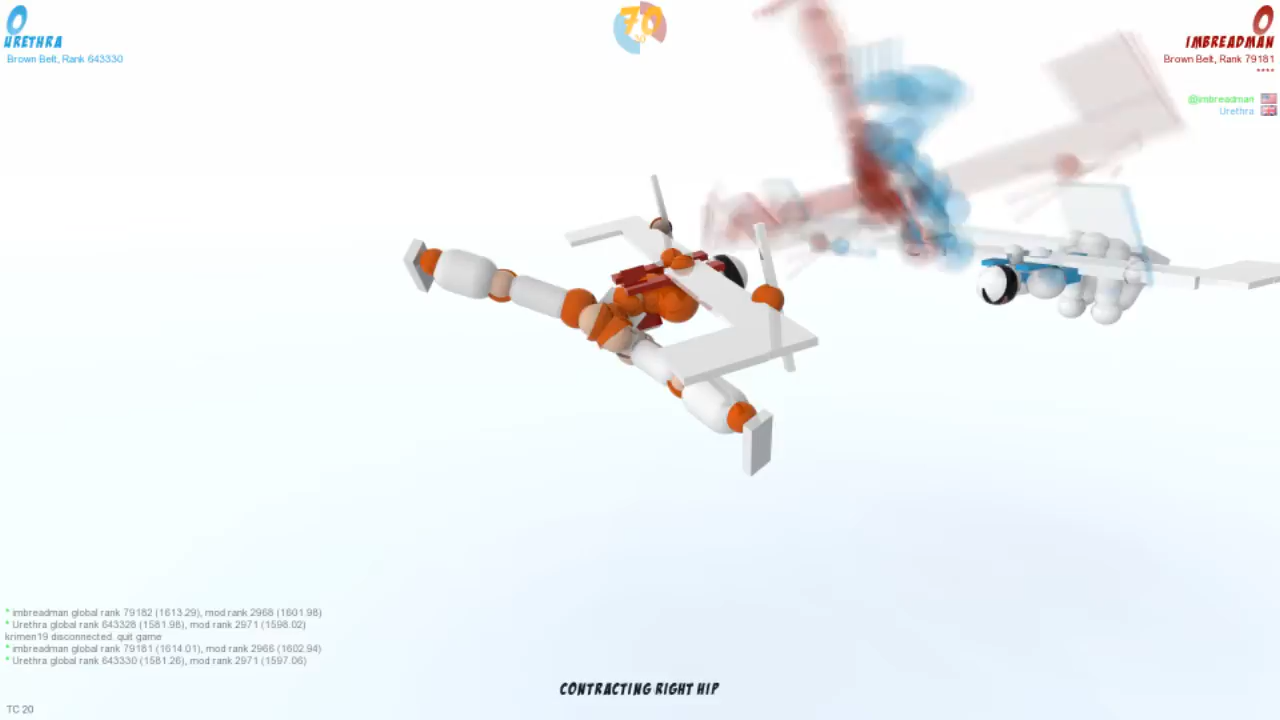 0
URETHRA
Brown Belt, Rank 643330
70
0
IMBREADMAN
Brown Belt, Rank 79181
****
@imbreadman
Urethra
* imbreadman global rank 79182 (1613.29), mod rank 2968 (1601.98)
* Urethra global rank 643328 (1581.98), mod rank 2971 (1598.02)
krimen19 disconnected: quit game
* imbreadman global rank 79181 (1614.01), mod rank 2966 (1602.94)
* Urethra global rank 643330 (1581.26), mod rank 2971 (1597.06)
CONTRACTING RIGHT HIP
TC 20